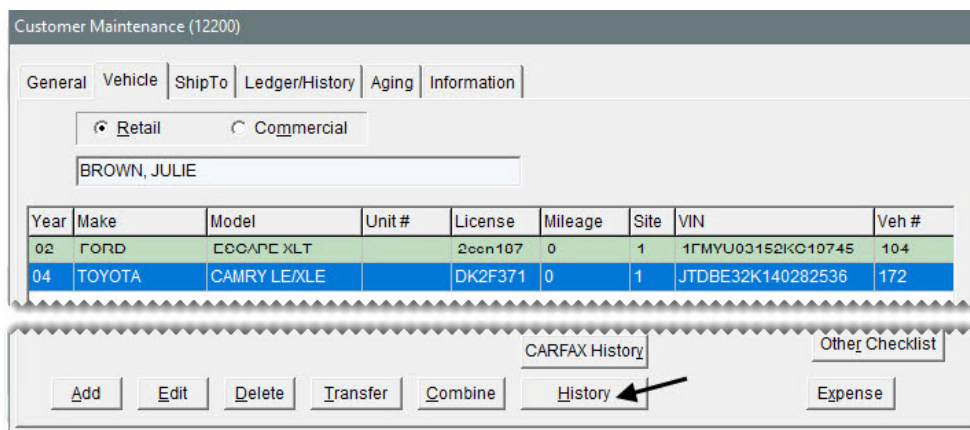 Customer Maintenance (12200)
General Vehicle ShipTo Ledger/History Aging Information
Retail Commercial
BROWN, JULIE
Year Make Model Unit # License Mileage Site VIN Veh #
02 FORD ESCAPE XLT 0 1 104
04 TOYOTA CAMRY LE/XLE DK2F371 0 1 JTDBE32K140282536 172
CARFAX History Other Checklist
Add Edit Delete Transfer Combine History Expense